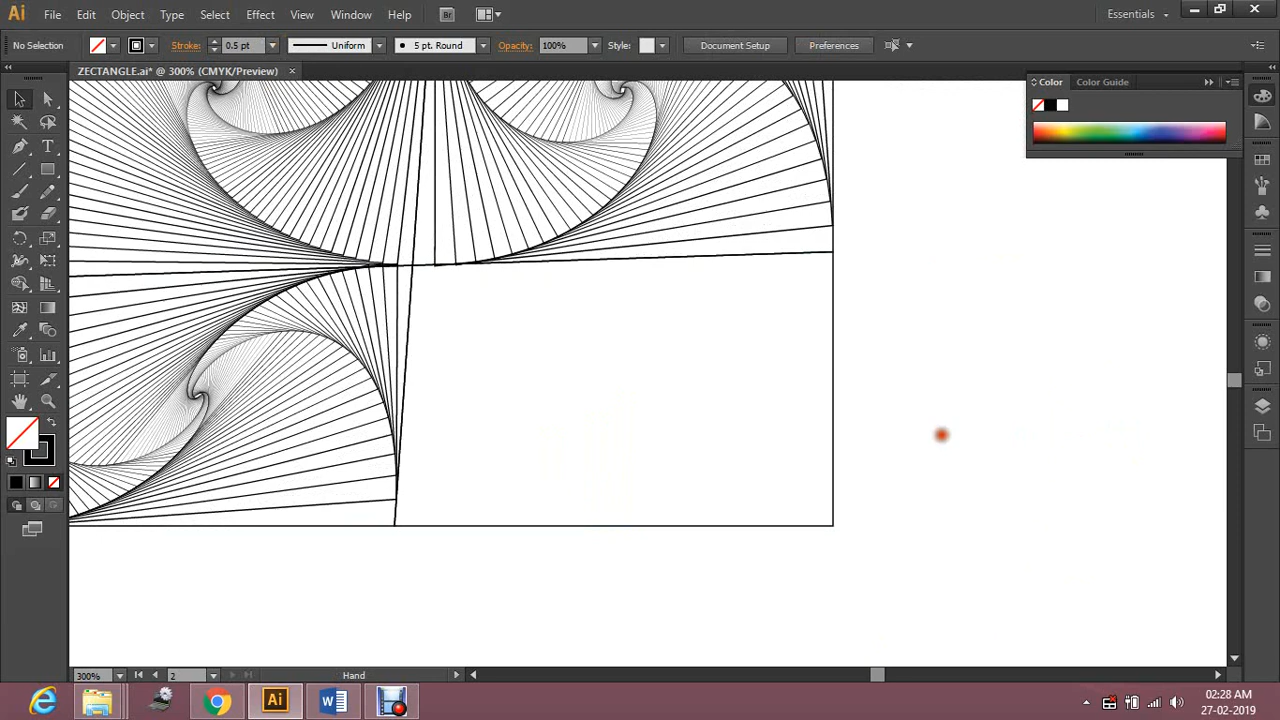 Ai File Edit Object Type Select Effect View Window Help Br Essentials
No Selection Stroke: 0.5 pt Uniform 5 pt. Round Opacity: 100% Style: Document Setup Preferences
ZECTANGLE.ai* @ 300% (CMYK/Preview) ×
Color Color Guide
300% 2 Hand
Ai W 02:28 AM
27-02-2019